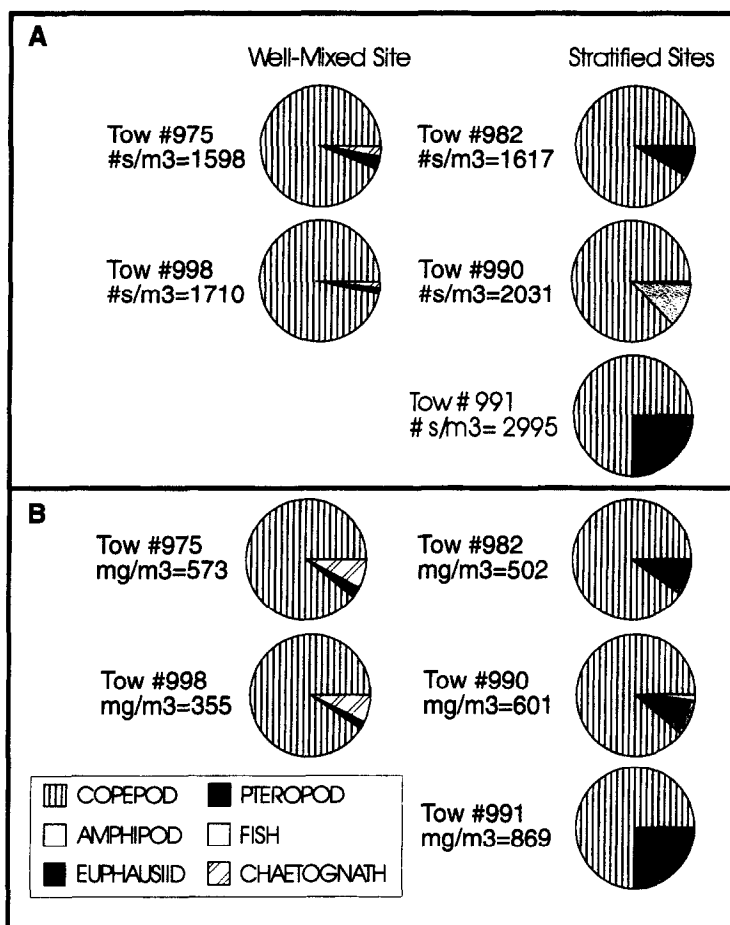 A
Well-Mixed Site
Stratified Sites
Tow #975
#s/m3=1598
Tow #982
#s/m3=1617
Tow #998
#s/m3=1710
Tow #990
#s/m3=2031
Tow # 991
# s/m3= 2995
B
Tow #975
mg/m3=573
Tow #982
mg/m3=502
Tow #998
mg/m3=355
Tow #990
mg/m3=601
Tow #991
mg/m3=869
COPEPOD
PTEROPOD
AMPHIPOD
FISH
EUPHAUSIID
CHAETOGNATH